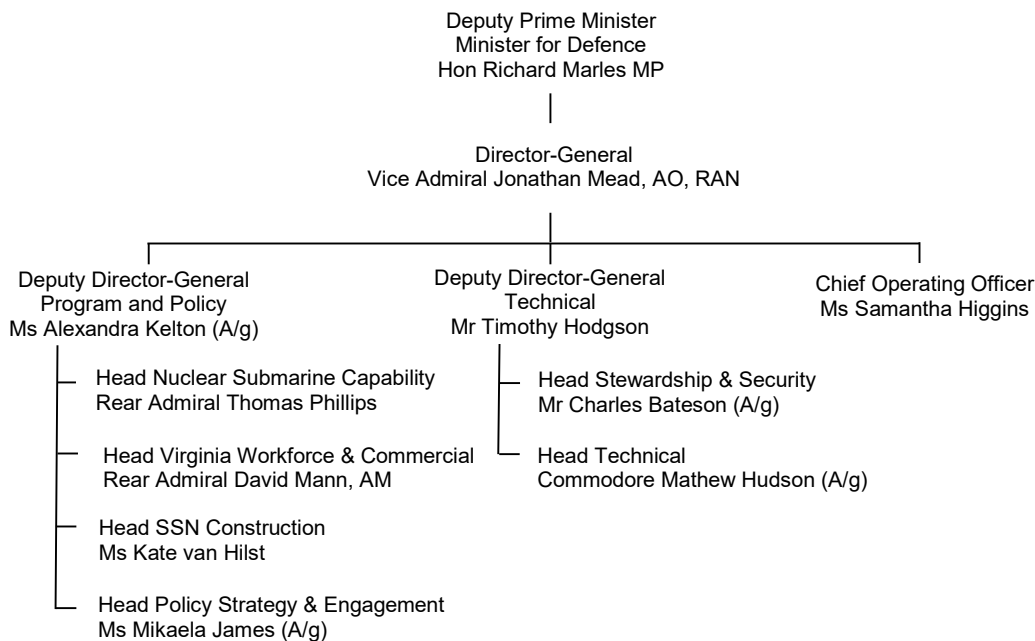 Deputy Prime Minister
Minister for Defence
Hon Richard Marles MP
Director-General
Vice Admiral Jonathan Mead, AO, RAN
Deputy Director-General
Program and Policy
Ms Alexandra Kelton (A/g)
Head Nuclear Submarine Capability
Rear Admiral Thomas Phillips
Head Virginia Workforce & Commercial
Rear Admiral David Mann, AM
Head SSN Construction
Ms Kate van Hilst
Head Policy Strategy & Engagement
Ms Mikaela James (A/g)
Deputy Director-General
Technical
Mr Timothy Hodgson
Head Stewardship & Security
Mr Charles Bateson (A/g)
Head Technical
Commodore Mathew Hudson (A/g)
Chief Operating Officer
Ms Samantha Higgins